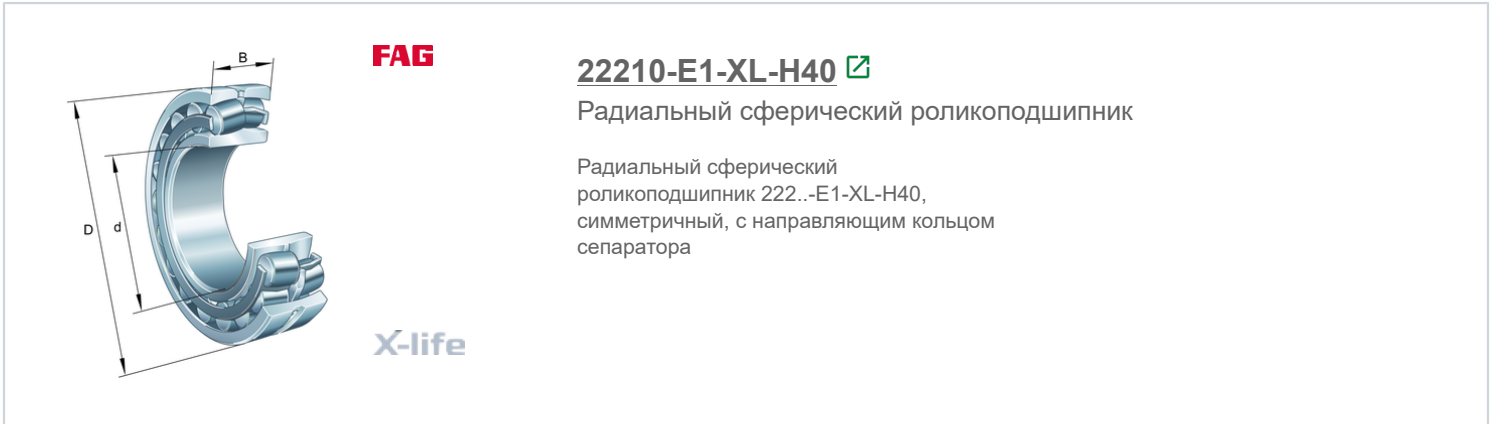 B
FAG
D
d
X-life
22210-E1-XL-H40
Радиальный сферический роликоподшипник
Радиальный сферический
роликоподшипник 222..-E1-XL-H40,
симметричный, с направляющим кольцом
сепаратора